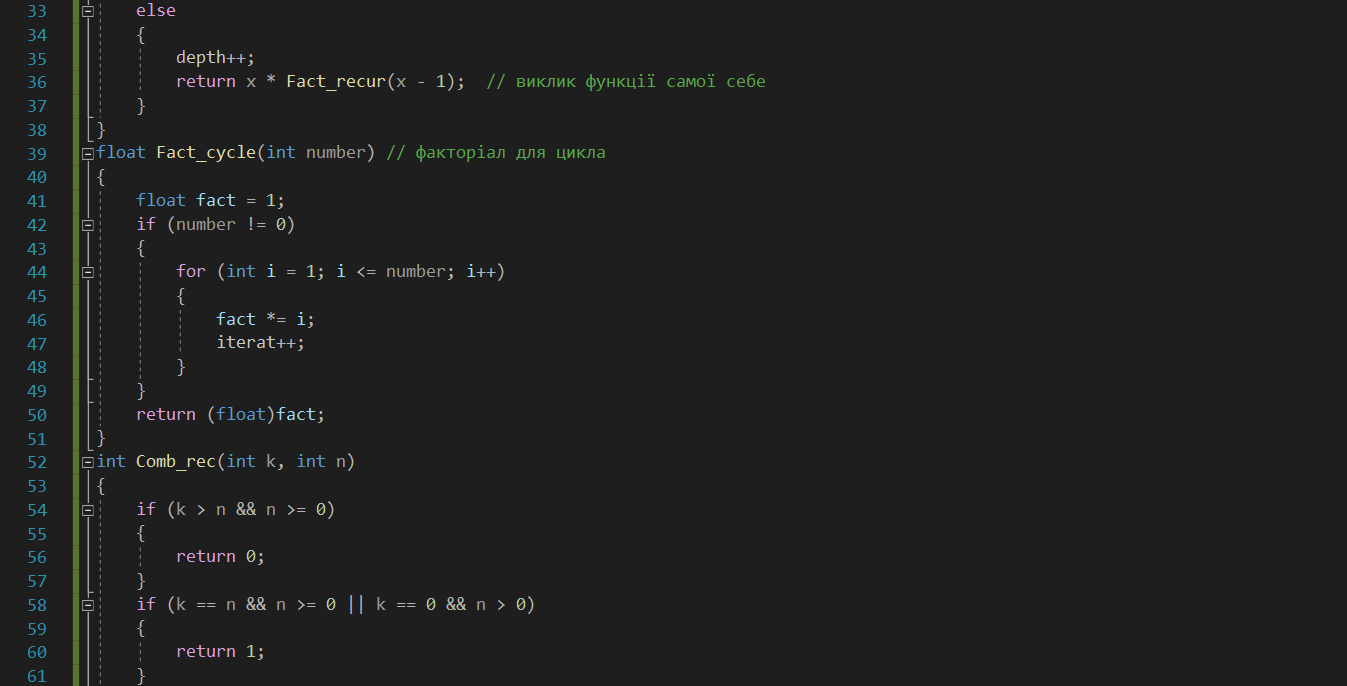 33 else
34 {
35 depth++;
36 return x * Fact_recur(x - 1); // виклик функції самої себе
37 }
38 }
39 float Fact_cycle(int number) // факторіал для цикла
40 {
41 float fact = 1;
42 if (number != 0)
43 {
44 for (int i = 1; i <= number; i++)
45 {
46 fact *= i;
47 iterat++;
48 }
49 }
50 return (float)fact;
51 }
52 int Comb_rec(int k, int n)
53 {
54 if (k > n && n >= 0)
55 {
56 return 0;
57 }
58 if (k == n && n >= 0 || k == 0 && n > 0)
59 {
60 return 1;
61 }